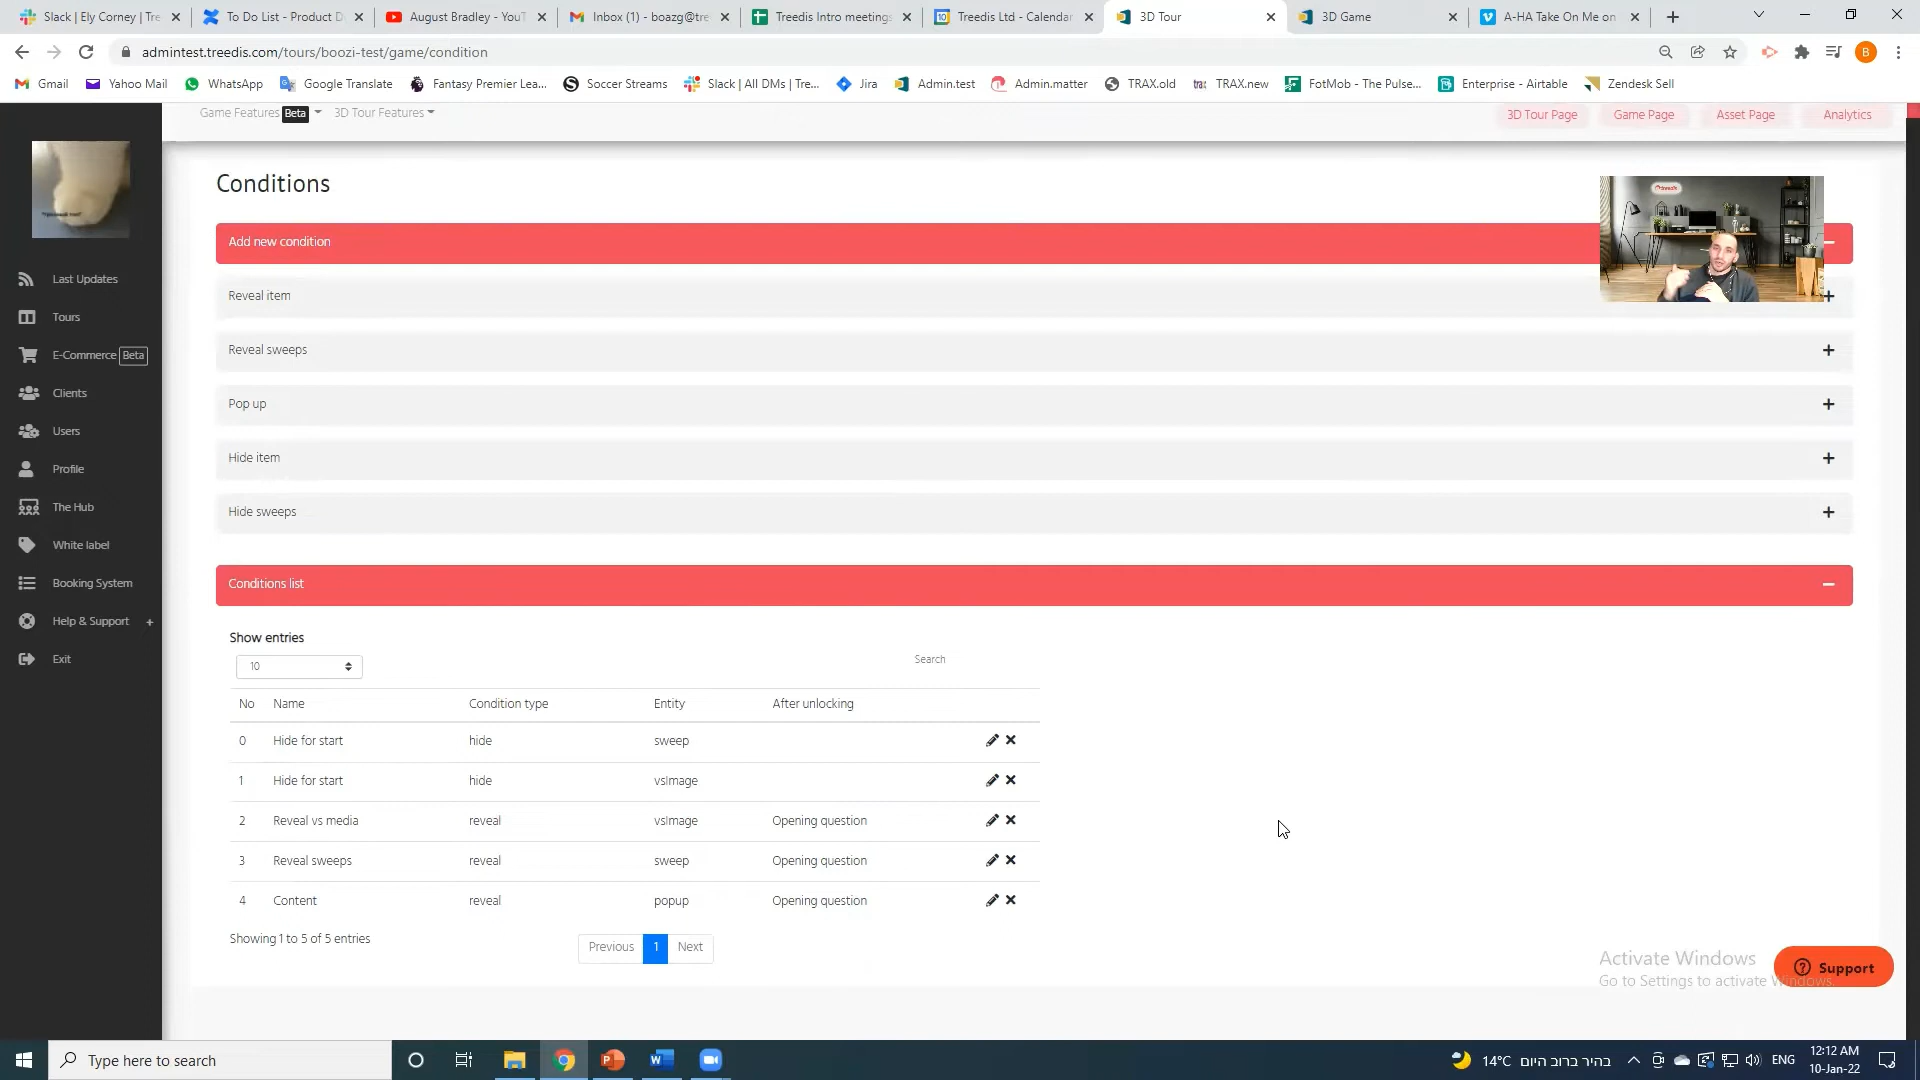 Slack | Ely Corney | Tre
To Do List - Product D
August Bradley - YouT
Inbox (1) - boazg@tre
Treedis Intro meetings
Treedis Ltd - Calendar
3D Tour
3D Game
A-HA Take On Me on
admintest.treedis.com/tours/boozi-test/game/condition
B
Gmail
Yahoo Mail
WhatsApp
Google Translate
Fantasy Premier Lea...
Soccer Streams
Slack | All DMs | Tre...
Jira
Admin.test
Admin.matter
TRAX.old
TRAX.new
FotMob - The Pulse...
Enterprise - Airtable
Zendesk Sell
Game Features Beta
3D Tour Features
3D Tour Page
Game Page
Asset Page
Analytics
Last Updates
Tours
E-Commerce Beta
Clients
Users
Profile
The Hub
White label
Booking System
Help & Support +
Exit
Conditions
Add new condition
Reveal item
Reveal sweeps
Pop up
Hide item
Hide sweeps
Conditions list
Show entries
10
Search
No Name Condition type Entity After unlocking
0 Hide for start hide sweep
1 Hide for start hide vsImage
2 Reveal vs media reveal vsImage Opening question
3 Reveal sweeps reveal sweep Opening question
4 Content reveal popup Opening question
Showing 1 to 5 of 5 entries
Previous 1 Next
Activate Windows
Go to Settings to activate Windows.
Support
Type here to search
14°C בהיר ברוב היום
ENG
12:12 AM
10-Jan-22